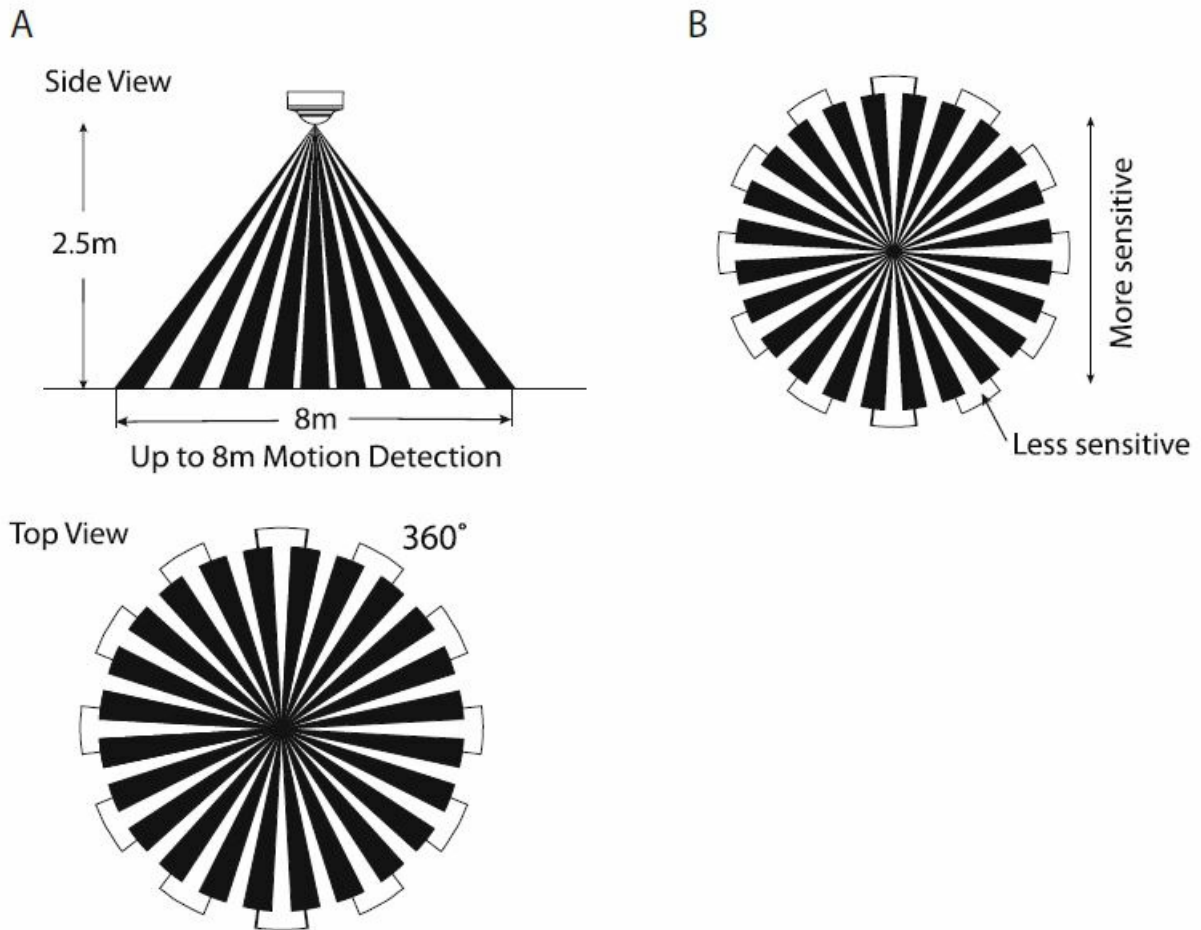 A
Side View
2.5m
8m
Up to 8m Motion Detection
Top View
360°
B
More sensitive
Less sensitive